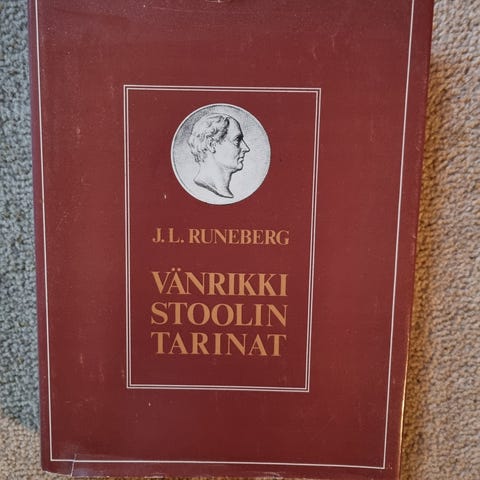 J. L. RUNEBERG
VÄNRIKKI
STOOLIN
TARINAT